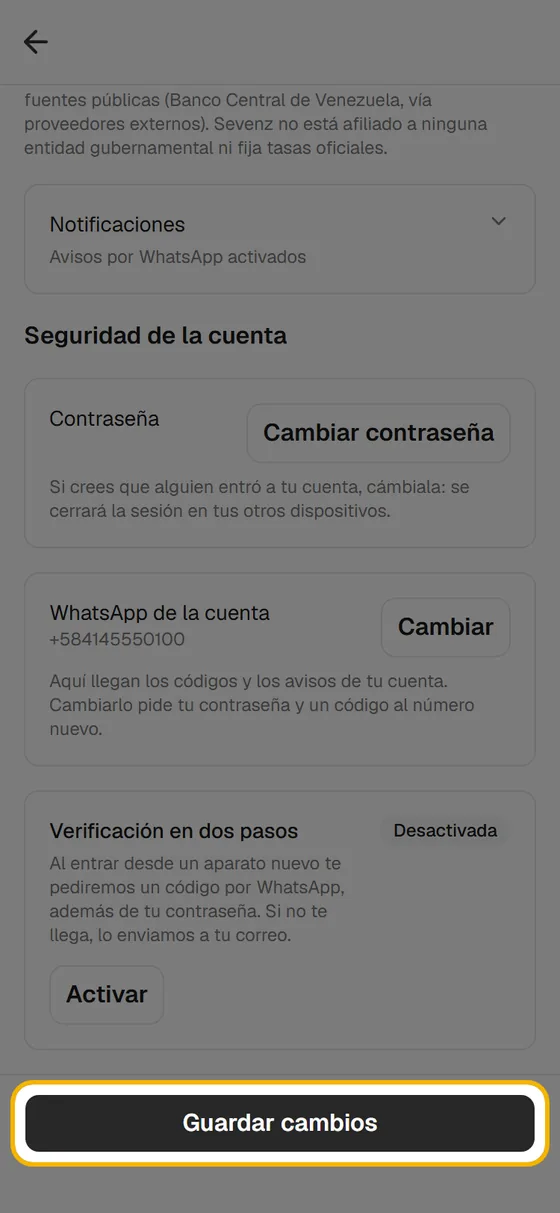 fuentes públicas (Banco Central de Venezuela, vía
proveedores externos). Sevenz no está afiliado a ninguna
entidad gubernamental ni fija tasas oficiales.
Notificaciones
Avisos por WhatsApp activados
Seguridad de la cuenta
Contraseña
Cambiar contraseña
Si crees que alguien entró a tu cuenta, cámbiala: se
cerrará la sesión en tus otros dispositivos.
WhatsApp de la cuenta
+584145550100
Cambiar
Aquí llegan los códigos y los avisos de tu cuenta.
Cambiarlo pide tu contraseña y un código al número
nuevo.
Verificación en dos pasos
Desactivada
Al entrar desde un aparato nuevo te
pediremos un código por WhatsApp,
además de tu contraseña. Si no te
llega, lo enviamos a tu correo.
Activar
Guardar cambios